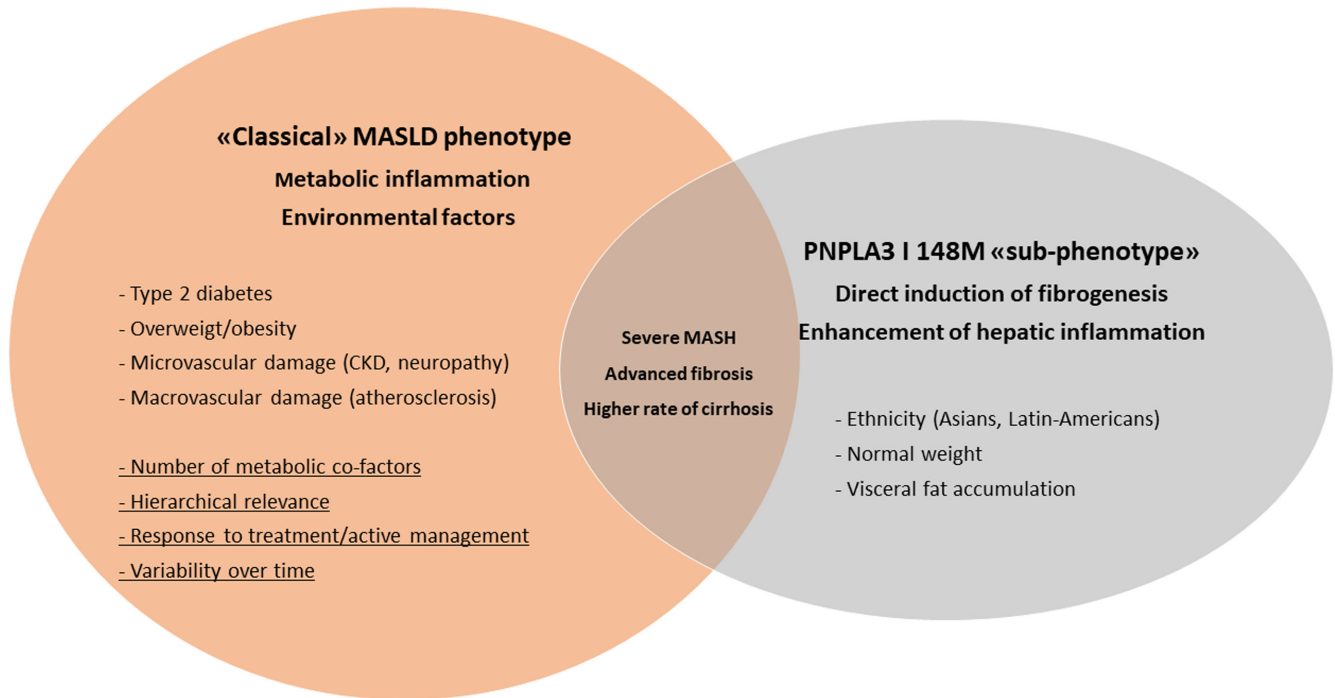 «Classical» MASLD phenotype
Metabolic inflammation
Environmental factors
- Type 2 diabetes
- Overweigt/obesity
- Microvascular damage (CKD, neuropathy)
- Macrovascular damage (atherosclerosis)
- Number of metabolic co-factors
- Hierarchical relevance
- Response to treatment/active management
- Variability over time
Severe MASH
Advanced fibrosis
Higher rate of cirrhosis
PNPLA3 I 148M «sub-phenotype»
Direct induction of fibrogenesis
Enhancement of hepatic inflammation
- Ethnicity (Asians, Latin-Americans)
- Normal weight
- Visceral fat accumulation